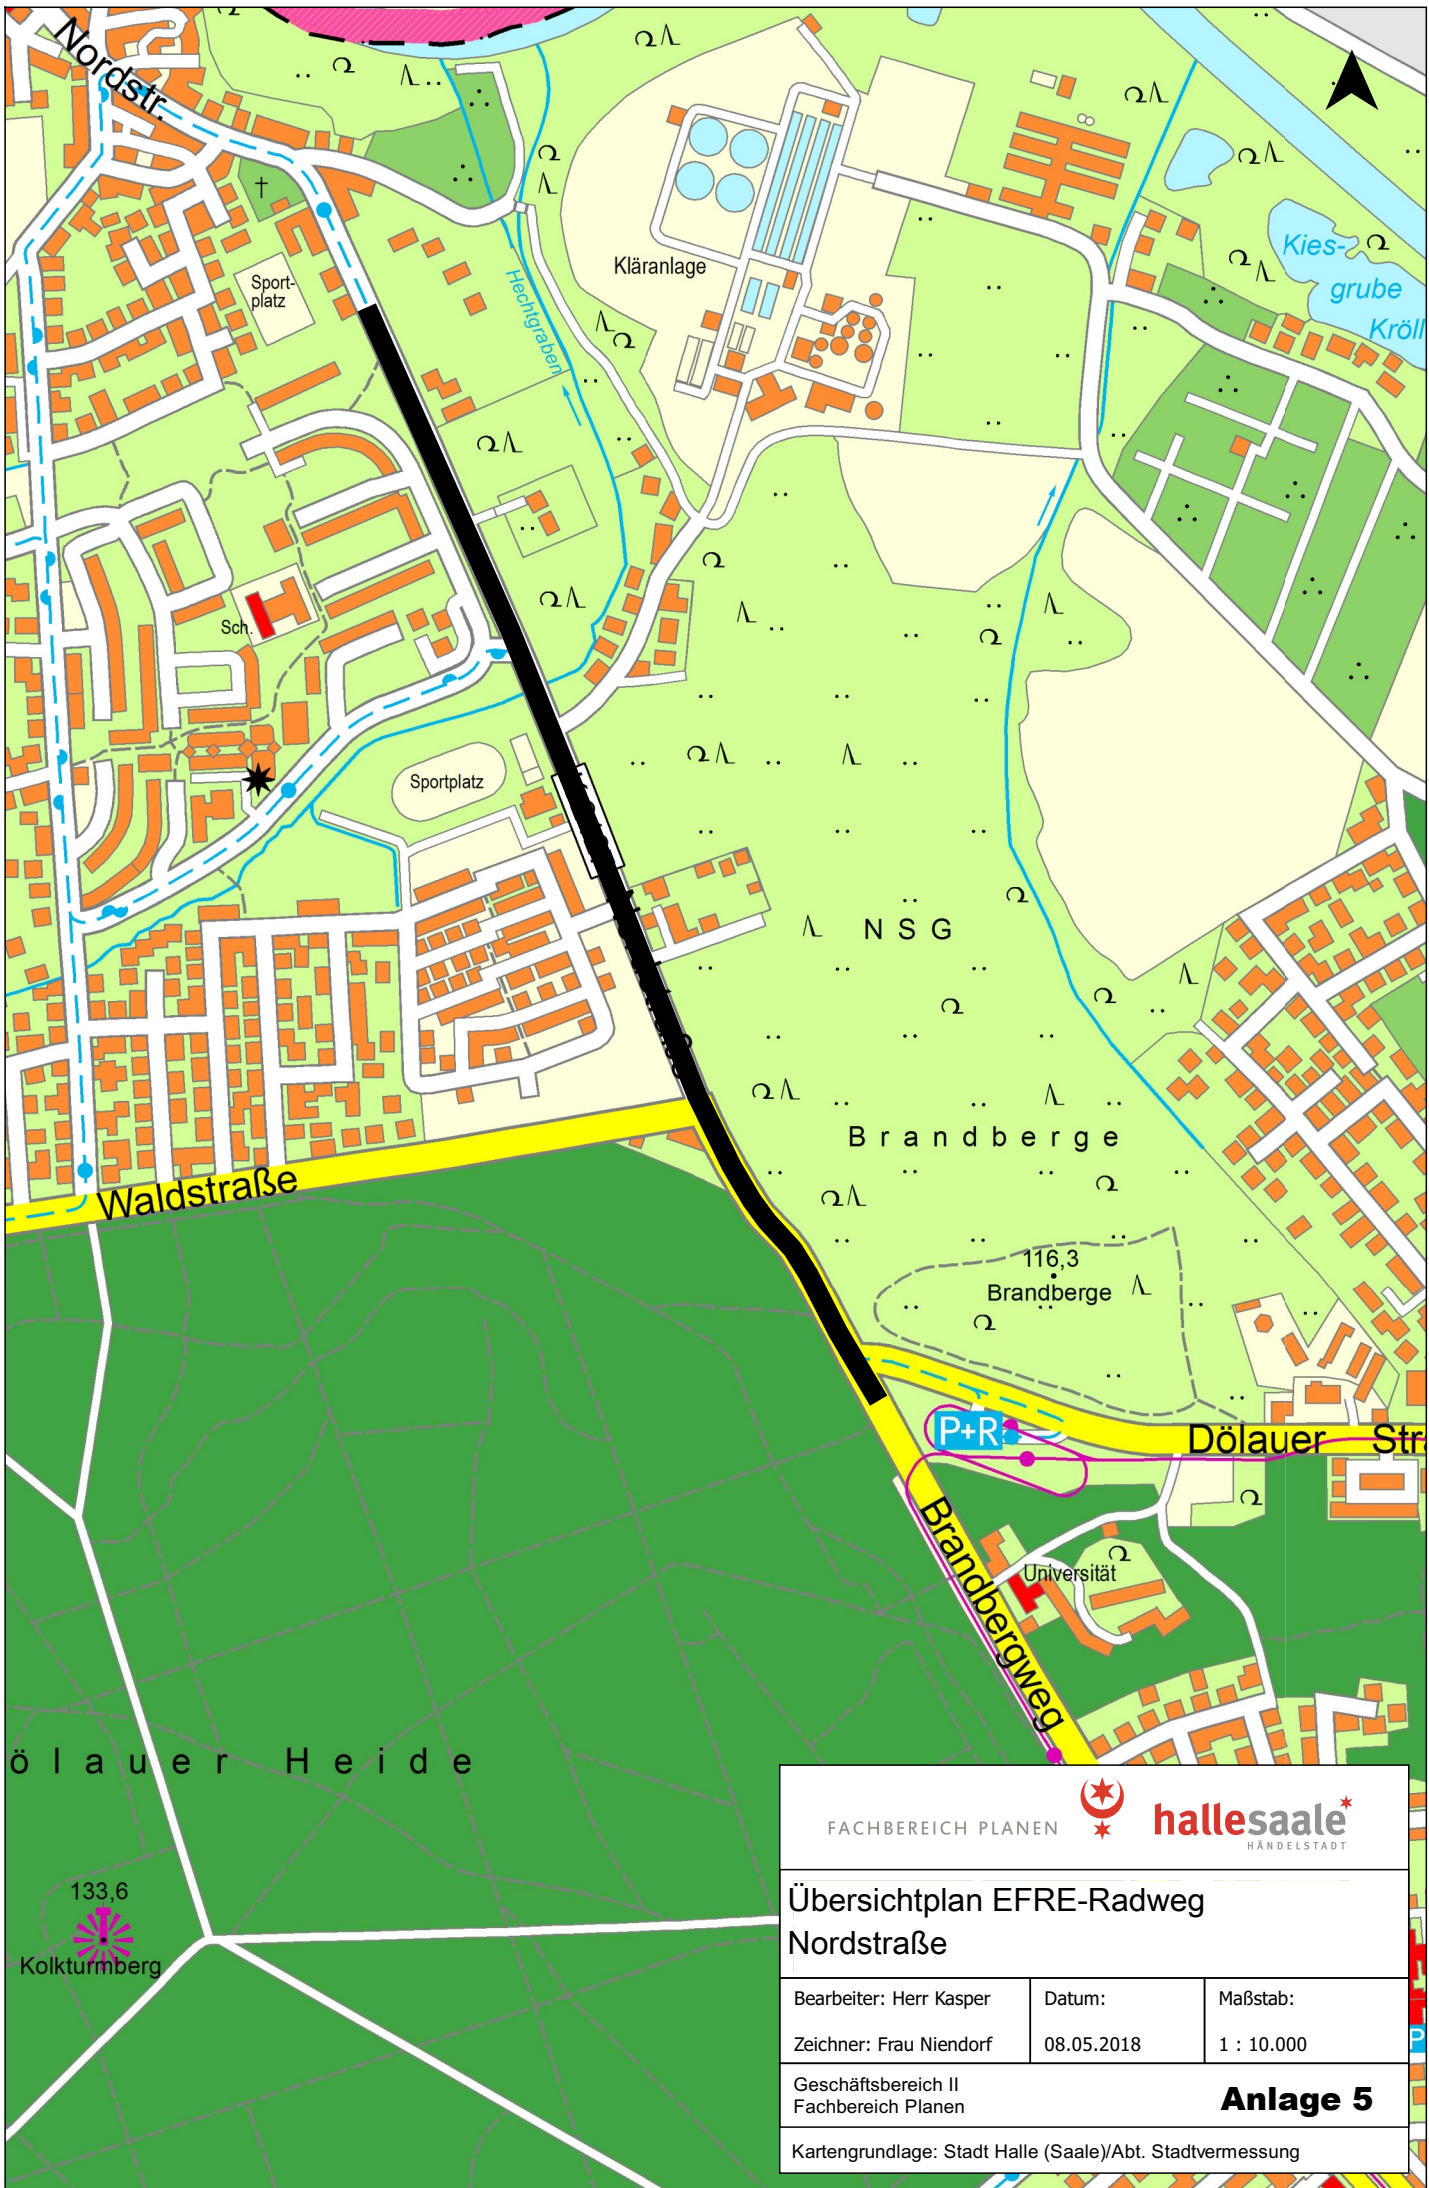 Nordstr.
Sport-
platz
Kläranlage
Hechtgraben
Kies-
grube
Kröll
Sch.
Sportplatz
NSG
Brandberge
Waldstraße
116,3
Brandberge
P+R
Dölauer Str
Brandbergweg
Universität
ölauer Heide
133,6
Kolkturmberg
P
FACHBEREICH PLANEN
hallesaale
HÄNDELSTADT
Übersichtplan EFRE-Radweg
Nordstraße
Bearbeiter: Herr Kasper
Datum:
Maßstab:
Zeichner: Frau Niendorf
08.05.2018
1 : 10.000
Geschäftsbereich II
Fachbereich Planen
Anlage 5
Kartengrundlage: Stadt Halle (Saale)/Abt. Stadtvermessung